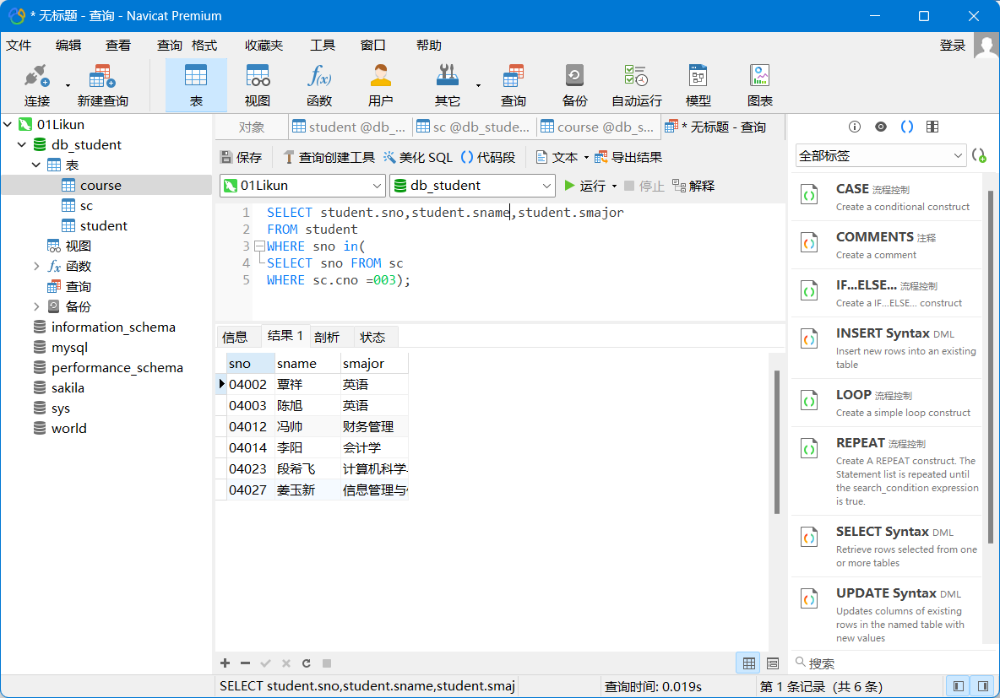 * 无标题 - 查询 - Navicat Premium
文件 编辑 查看 查询 格式 收藏夹 工具 窗口 帮助 登录
连接 新建查询 表 视图 函数 用户 其它 查询 备份 自动运行 模型 图表
01Likun
db_student
表
course
sc
student
视图
函数
查询
备份
information_schema
mysql
performance_schema
sakila
sys
world
对象 student @db_... sc @db_stude... course @db_s... * 无标题 - 查询
保存 查询创建工具 美化 SQL () 代码段 文本 导出结果
01Likun db_student 运行 停止 解释
1 SELECT student.sno,student.sname,student.smajor
2 FROM student
3 WHERE sno in(
4 SELECT sno FROM sc
5 WHERE sc.cno =003);
信息 结果 1 剖析 状态
sno sname smajor
04002 覃祥 英语
04003 陈旭 英语
04012 冯帅 财务管理
04014 李阳 会计学
04023 段希飞 计算机科学
04027 姜玉新 信息管理与
SELECT student.sno,student.sname,student.smaj 查询时间: 0.019s 第 1 条记录 (共 6 条)
全部标签
CASE 流程控制
Create a conditional construct
COMMENTS 注释
Create a comment
IF...ELSE... 流程控制
Create a IF...ELSE... construct
INSERT Syntax DML
Insert new rows into an existing
table
LOOP 流程控制
Create a simple loop construct
REPEAT 流程控制
Create A REPEAT construct. The
Statement list is repeated until
the search_condition expression
is true.
SELECT Syntax DML
Retrieve rows selected from one
or more tables
UPDATE Syntax DML
Updates columns of existing
rows in the named table with
new values
搜索